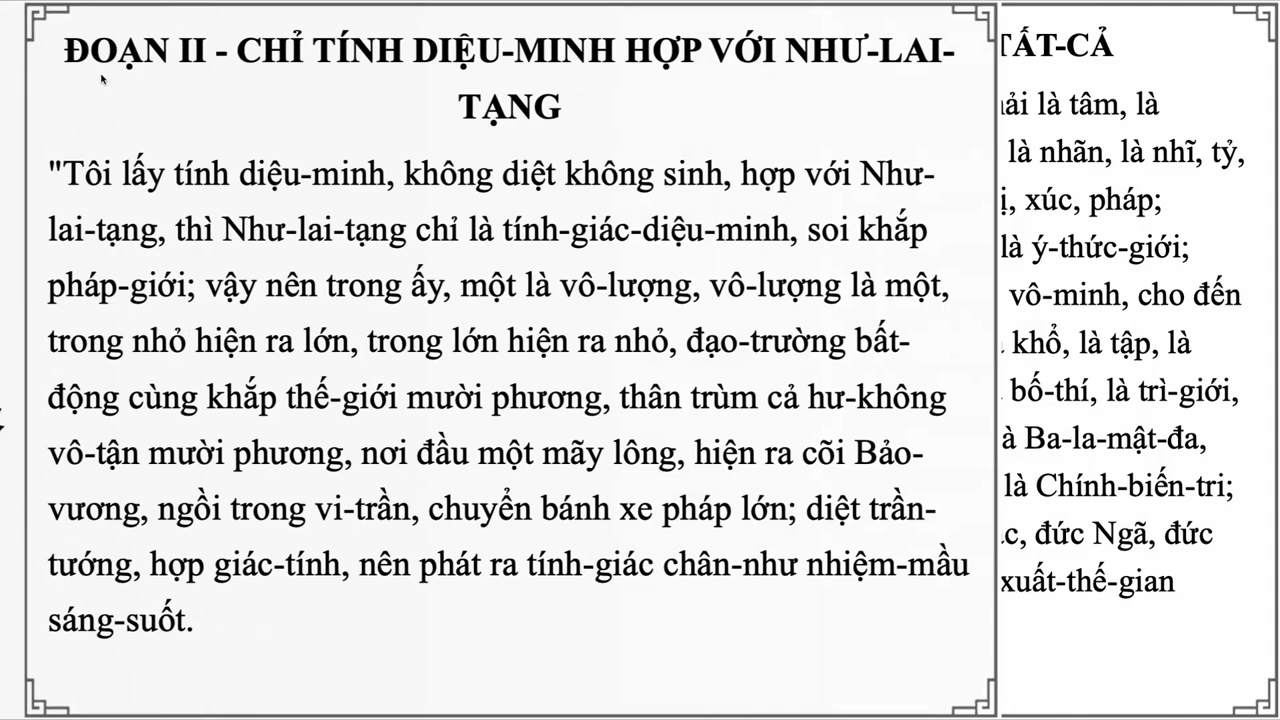 ĐOẠN II - CHỈ TÍNH DIỆU-MINH HỢP VỚI NHƯ-LAI-
TẠNG
"Tôi lấy tính diệu-minh, không diệt không sinh, hợp với Như-
lai-tạng, thì Như-lai-tạng chỉ là tính-giác-diệu-minh, soi khắp
pháp-giới; vậy nên trong ấy, một là vô-lượng, vô-lượng là một,
trong nhỏ hiện ra lớn, trong lớn hiện ra nhỏ, đạo-trường bất-
động cùng khắp thế-giới mười phương, thân trùm cả hư-không
vô-tận mười phương, nơi đầu một mãy lông, hiện ra cõi Bảo-
vương, ngồi trong vi-trần, chuyển bánh xe pháp lớn; diệt trần-
tướng, hợp giác-tính, nên phát ra tính-giác chân-như nhiệm-mầu
sáng-suốt.
TẤT-CẢ
là tâm, là
là nhãn, là nhĩ, tỷ,
xúc, pháp;
là ý-thức-giới;
vô-minh, cho đến
khổ, là tập, là
bố-thí, là trì-giới,
Ba-la-mật-đa,
là Chính-biến-tri;
đức Ngã, đức
xuất-thế-gian